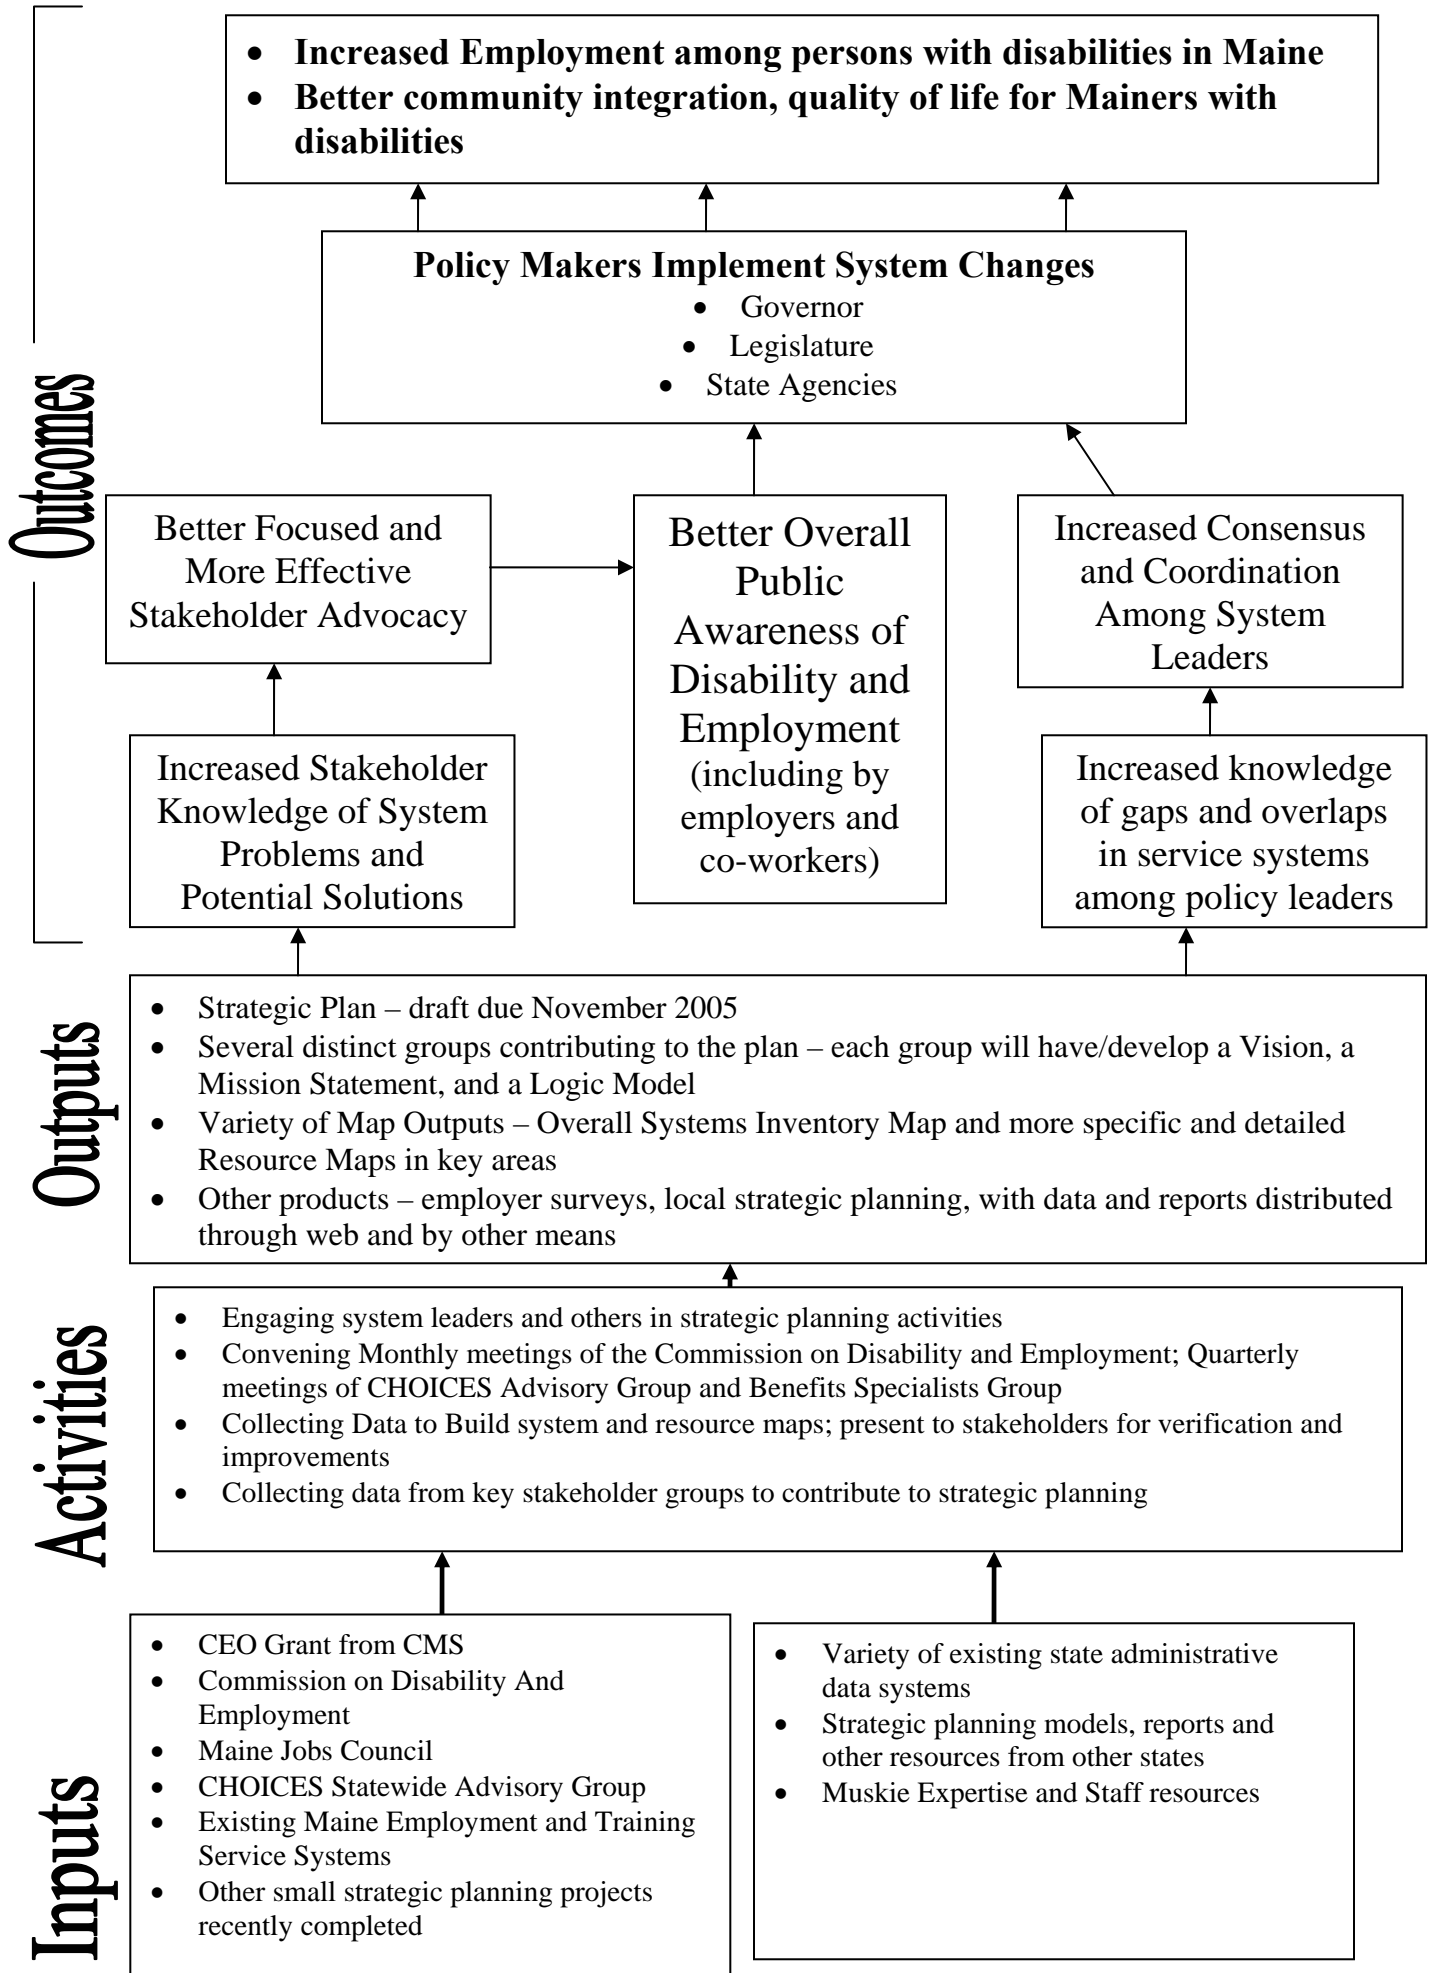 • Increased Employment among persons with disabilities in Maine
• Better community integration, quality of life for Mainers with
disabilities
Policy Makers Implement System Changes
• Governor
• Legislature
• State Agencies
Outcomes
Better Focused and
More Effective
Stakeholder Advocacy
Better Overall
Public
Awareness of
Disability and
Employment
(including by
employers and
co-workers)
Increased Consensus
and Coordination
Among System
Leaders
Increased Stakeholder
Knowledge of System
Problems and
Potential Solutions
Increased knowledge
of gaps and overlaps
in service systems
among policy leaders
Outputs
• Strategic Plan – draft due November 2005
• Several distinct groups contributing to the plan – each group will have/develop a Vision, a
Mission Statement, and a Logic Model
• Variety of Map Outputs – Overall Systems Inventory Map and more specific and detailed
Resource Maps in key areas
• Other products – employer surveys, local strategic planning, with data and reports distributed
through web and by other means
Activities
• Engaging system leaders and others in strategic planning activities
• Convening Monthly meetings of the Commission on Disability and Employment; Quarterly
meetings of CHOICES Advisory Group and Benefits Specialists Group
• Collecting Data to Build system and resource maps; present to stakeholders for verification and
improvements
• Collecting data from key stakeholder groups to contribute to strategic planning
Inputs
• CEO Grant from CMS
• Commission on Disability And
Employment
• Maine Jobs Council
• CHOICES Statewide Advisory Group
• Existing Maine Employment and Training
Service Systems
• Other small strategic planning projects
recently completed
• Variety of existing state administrative
data systems
• Strategic planning models, reports and
other resources from other states
• Muskie Expertise and Staff resources